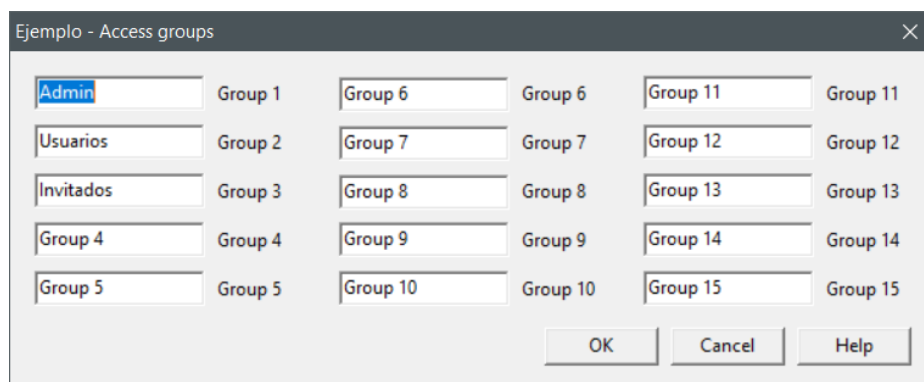 Ejemplo - Access groups
Admin Group 1 Group 6 Group 6 Group 11 Group 11
Usuarios Group 2 Group 7 Group 7 Group 12 Group 12
Invitados Group 3 Group 8 Group 8 Group 13 Group 13
Group 4 Group 4 Group 9 Group 9 Group 14 Group 14
Group 5 Group 5 Group 10 Group 10 Group 15 Group 15
OK Cancel Help